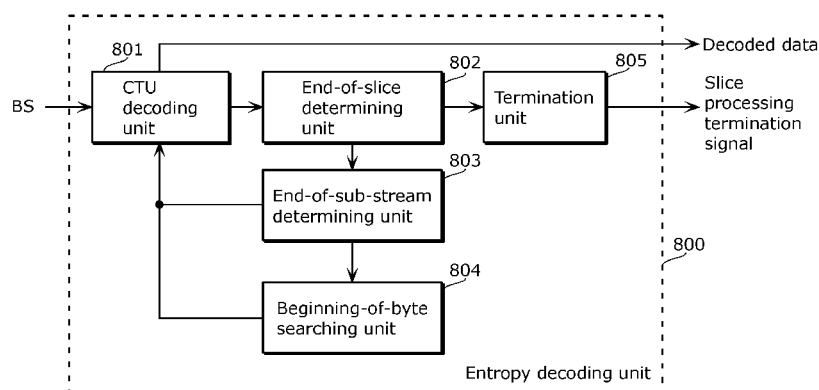 801
CTU
decoding
unit
802
End-of-slice
determining
unit
805
Termination
unit
Decoded data
BS
Slice
processing
termination
signal
803
End-of-sub-stream
determining unit
800
804
Beginning-of-byte
searching unit
Entropy decoding unit